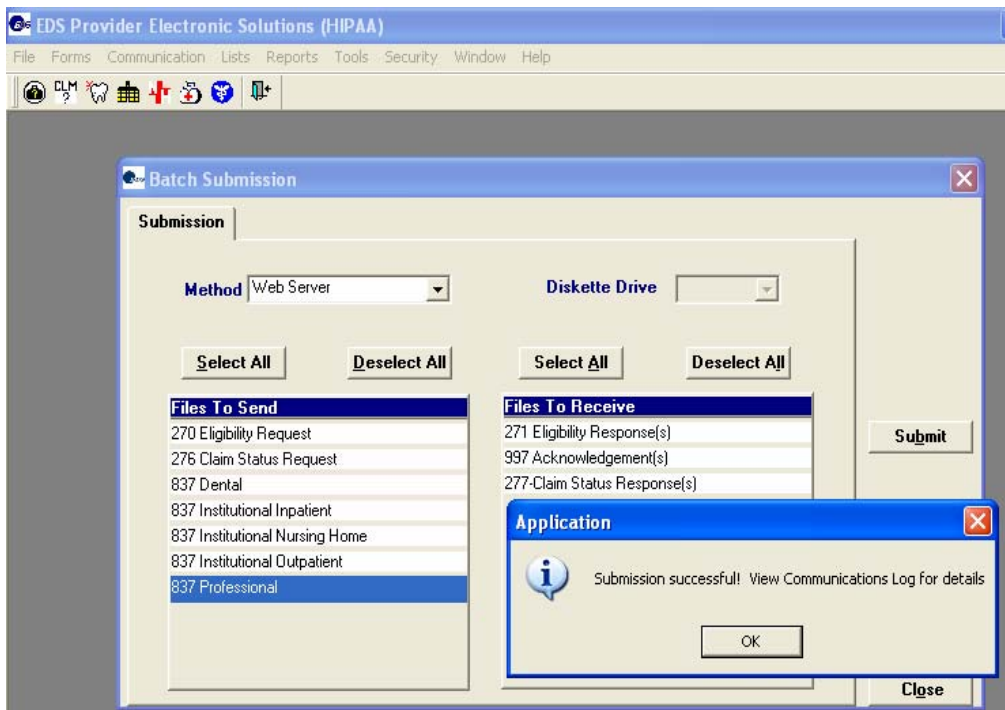 EDS Provider Electronic Solutions (HIPAA)
File Forms Communication Lists Reports Tools Security Window Help
CLM
?
Batch Submission
Submission
Method Web Server Diskette Drive
Select All Deselect All Select All Deselect All
Files To Send
270 Eligibility Request
276 Claim Status Request
837 Dental
837 Institutional Inpatient
837 Institutional Nursing Home
837 Institutional Outpatient
837 Professional
Files To Receive
271 Eligibility Response(s)
997 Acknowledgement(s)
277-Claim Status Response(s)
Submit
Application
Submission successful! View Communications Log for details
OK
Close